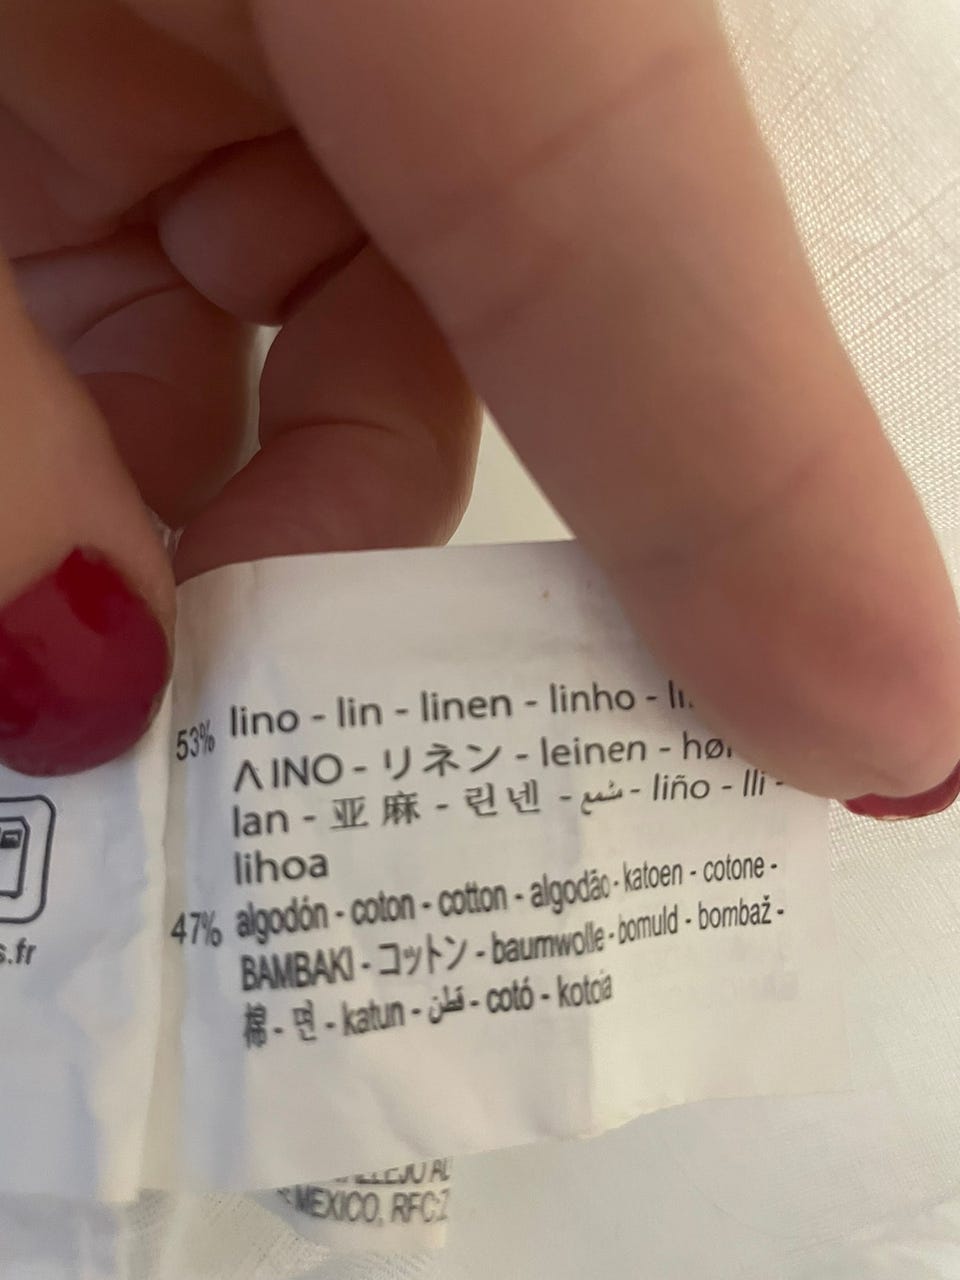 53% lino - lin - linen - linho -
ΛΙΝΟ - リネン - leinen -
lan - 亚麻 - 린넨 - شمع - liño - lli -
lihoa
47% algodón - coton - cotton - algodão - katoen - cotone -
BAMBAKI - コットン - baumwolle - bomuld - bombaž -
棉 - 면 - katun - قطن - cotó - kotoia
s.fr
MEXICO, RFC: